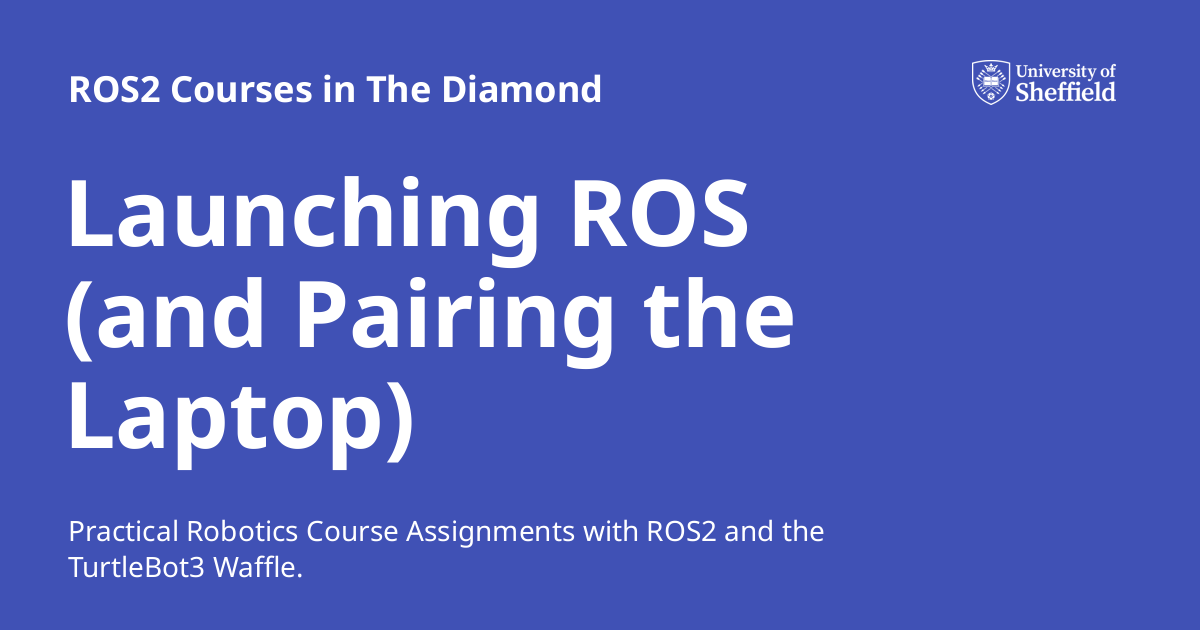 ROS2 Courses in The Diamond
University of
Sheffield
Launching ROS
(and Pairing the
Laptop)
Practical Robotics Course Assignments with ROS2 and the
TurtleBot3 Waffle.